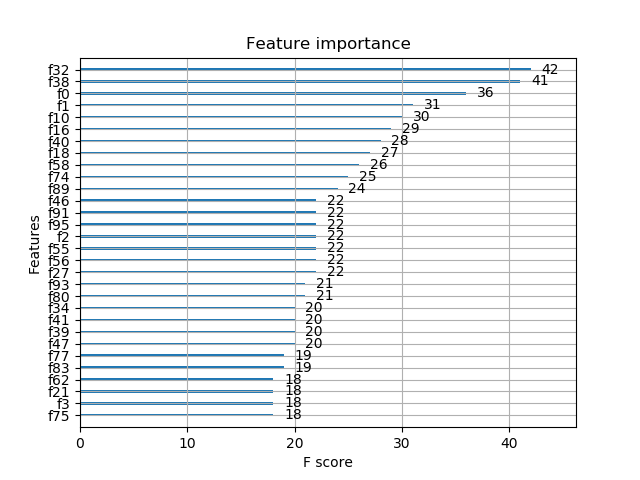 Feature importance
Features
f32 42
f38 41
f0 36
f1 31
f10 30
f16 29
f40 28
f18 27
f58 26
f74 25
f89 24
f46 22
f91 22
f95 22
f2 22
f55 22
f56 22
f27 22
f93 21
f80 21
f34 20
f41 20
f39 20
f47 20
f77 19
f83 19
f62 18
f21 18
f3 18
f75 18
0 10 20 30 40
F score